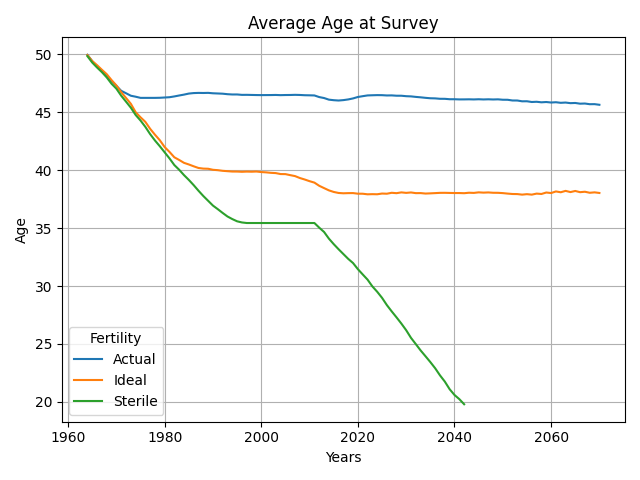 Average Age at Survey
Age
50
45
40
35
30
25
20
Fertility
Actual
Ideal
Sterile
1960 1980 2000 2020 2040 2060
Years